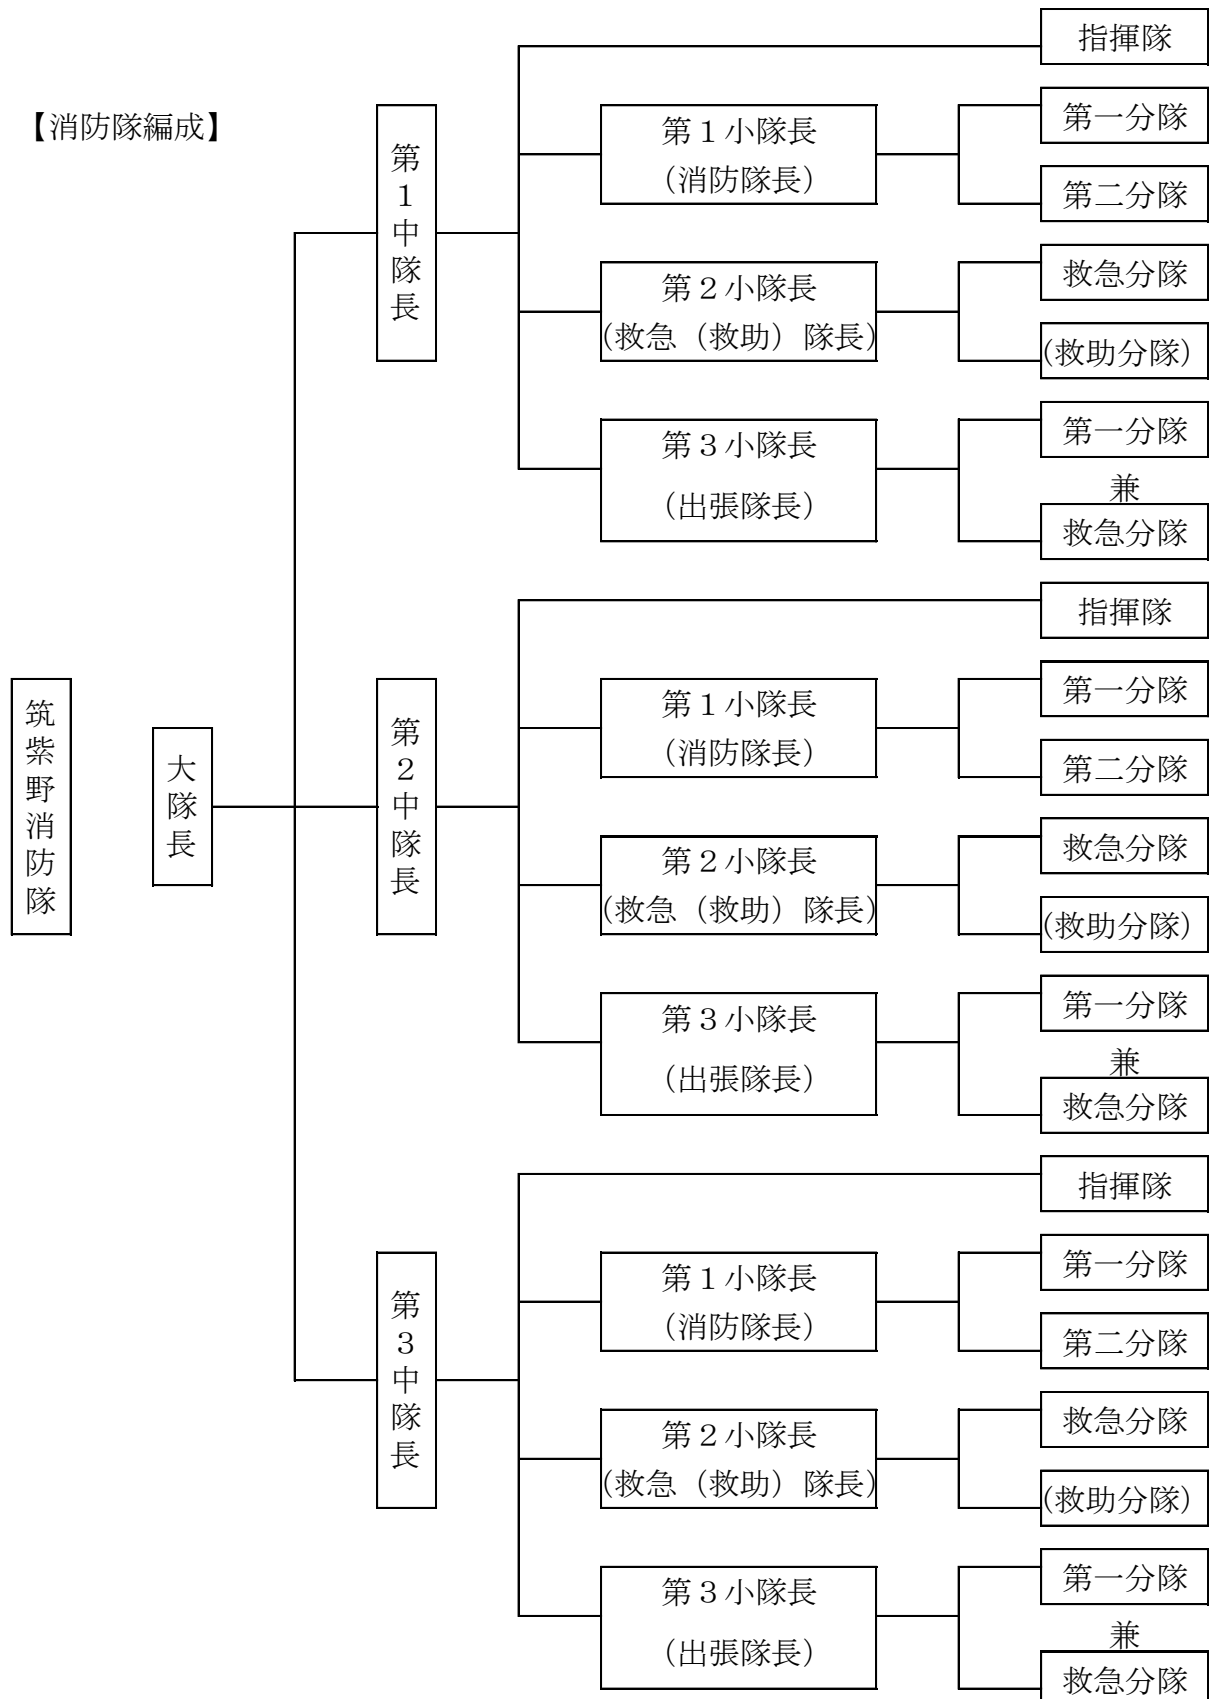 【消防隊編成】
筑紫野消防隊
大隊長
第１中隊長
指揮隊
第１小隊長
（消防隊長）
第一分隊
第二分隊
第２小隊長
(救急（救助）隊長)
救急分隊
(救助分隊)
第３小隊長
（出張隊長）
第一分隊
兼
救急分隊
第２中隊長
指揮隊
第１小隊長
（消防隊長）
第一分隊
第二分隊
第２小隊長
(救急（救助）隊長)
救急分隊
(救助分隊)
第３小隊長
（出張隊長）
第一分隊
兼
救急分隊
第３中隊長
指揮隊
第１小隊長
（消防隊長）
第一分隊
第二分隊
第２小隊長
(救急（救助）隊長)
救急分隊
(救助分隊)
第３小隊長
（出張隊長）
第一分隊
兼
救急分隊